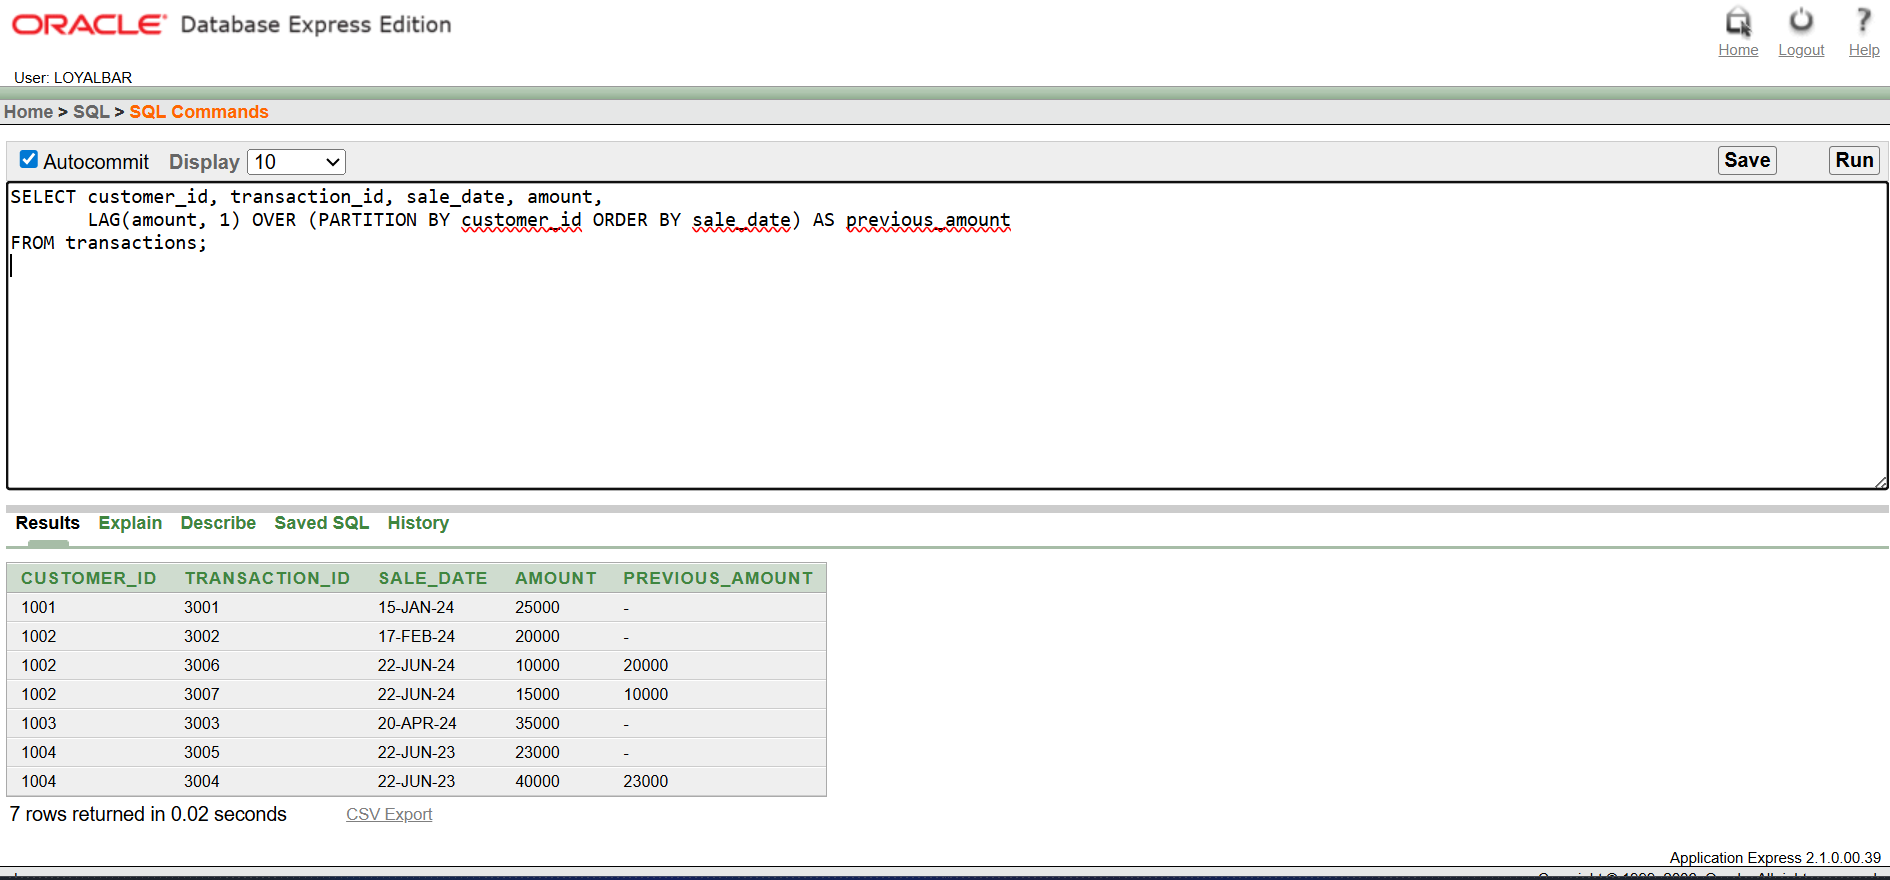 ORACLE Database Express Edition
Home Logout Help
User: LOYALBAR
Home > SQL > SQL Commands
Autocommit Display 10 Save Run
SELECT customer_id, transaction_id, sale_date, amount,
LAG(amount, 1) OVER (PARTITION BY customer_id ORDER BY sale_date) AS previous_amount
FROM transactions;
Results Explain Describe Saved SQL History
CUSTOMER_ID TRANSACTION_ID SALE_DATE AMOUNT PREVIOUS_AMOUNT
1001 3001 15-JAN-24 25000 -
1002 3002 17-FEB-24 20000 -
1002 3006 22-JUN-24 10000 20000
1002 3007 22-JUN-24 15000 10000
1003 3003 20-APR-24 35000 -
1004 3005 22-JUN-23 23000 -
1004 3004 22-JUN-23 40000 23000
7 rows returned in 0.02 seconds CSV Export
Application Express 2.1.0.00.39